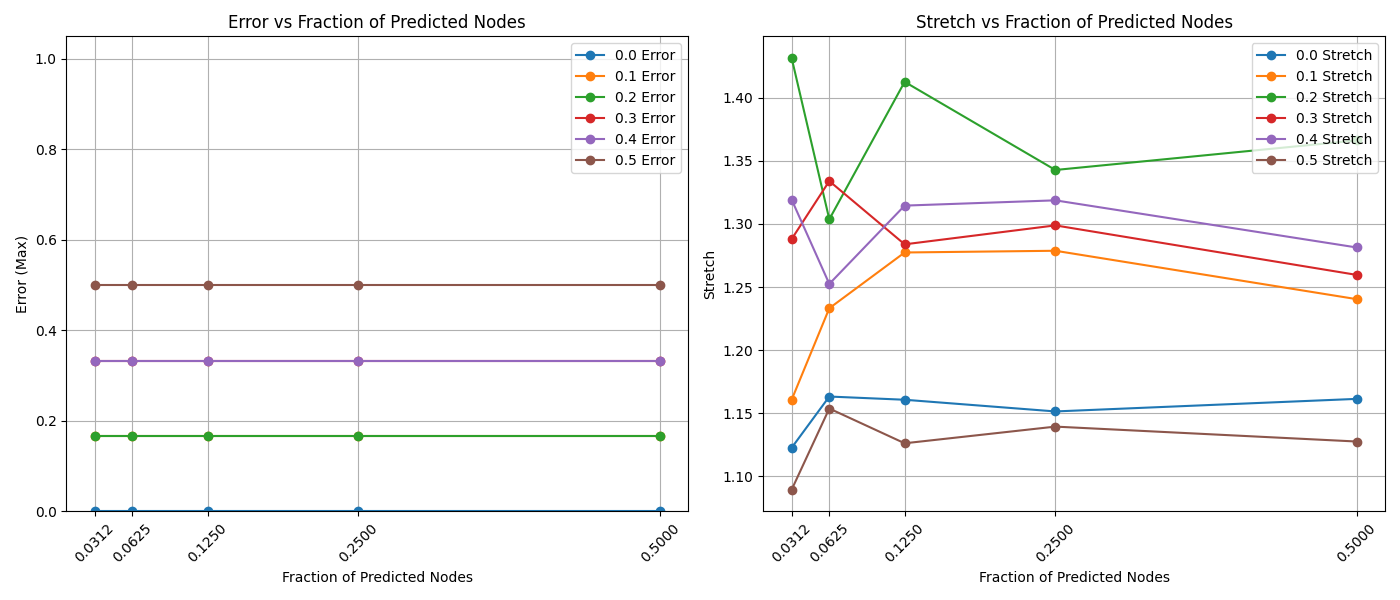 Error vs Fraction of Predicted Nodes
Error (Max)
1.0
0.8
0.6
0.4
0.2
0.0
0.0 Error
0.1 Error
0.2 Error
0.3 Error
0.4 Error
0.5 Error
0.0312
0.0625
0.1250
0.2500
0.5000
Fraction of Predicted Nodes
Stretch vs Fraction of Predicted Nodes
Stretch
1.40
1.35
1.30
1.25
1.20
1.15
1.10
0.0 Stretch
0.1 Stretch
0.2 Stretch
0.3 Stretch
0.4 Stretch
0.5 Stretch
0.0312
0.0625
0.1250
0.2500
0.5000
Fraction of Predicted Nodes